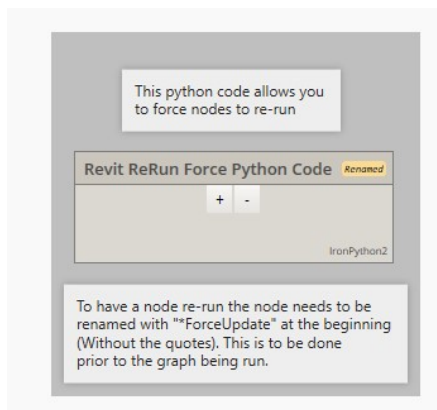 This python code allows you
to force nodes to re-run
Revit ReRun Force Python Code Renamed
+ -
IronPython2
To have a node re-run the node needs to be
renamed with "*ForceUpdate" at the beginning
(Without the quotes). This is to be done
prior to the graph being run.